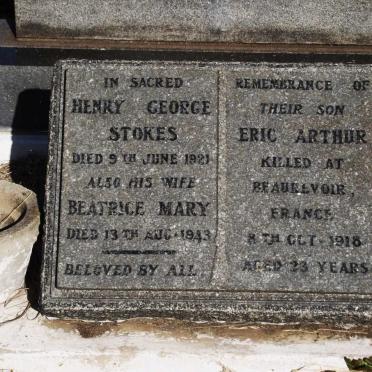 IN SACRED
HENRY GEORGE
STOKES
DIED 9TH JUNE 1921
ALSO HIS WIFE
BEATRICE MARY
DIED 13TH AUG. 1943
BELOVED BY ALL
REMEMBRANCE OF
THEIR SON
ERIC ARTHUR
KILLED AT
BEAUREVOIR,
FRANCE,
8TH OCT. 1918
AGED 23 YEARS